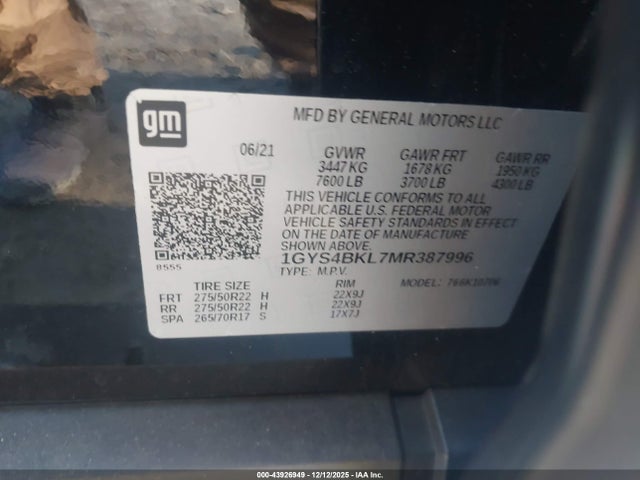 gm
MFD BY GENERAL MOTORS LLC
06/21 GVWR GAWR FRT GAWR RR
3447 KG 1678 KG 1950 KG
7600 LB 3700 LB 4300 LB
THIS VEHICLE CONFORMS TO ALL
APPLICABLE U.S. FEDERAL MOTOR
VEHICLE SAFETY STANDARDS IN EFFECT
ON THE DATE OF MANUFACTURE
SHOWN ABOVE.
8555
1GYS4BKL7MR387996
TYPE: M.P.V. MODEL:
TIRE SIZE RIM
FRT 275/50R22 H 22X9J
RR 275/50R22 H 22X9J
SPA 265/70R17 S 17X7J
000-43926949 - 12/12/2025 - IAA Inc.